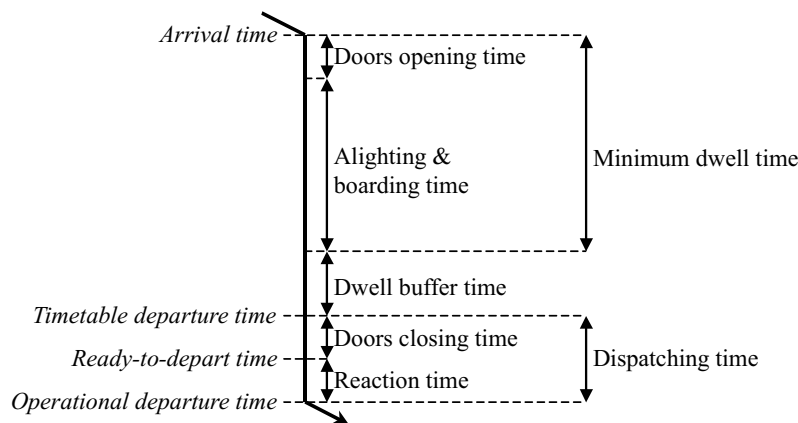 Arrival time
Doors opening time
Alighting &
boarding time
Minimum dwell time
Dwell buffer time
Timetable departure time
Doors closing time
Ready-to-depart time
Dispatching time
Reaction time
Operational departure time